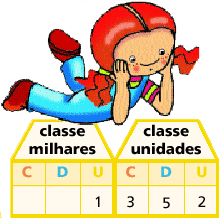 classe milhares classe unidades
C D U C D U
1 3 5 2